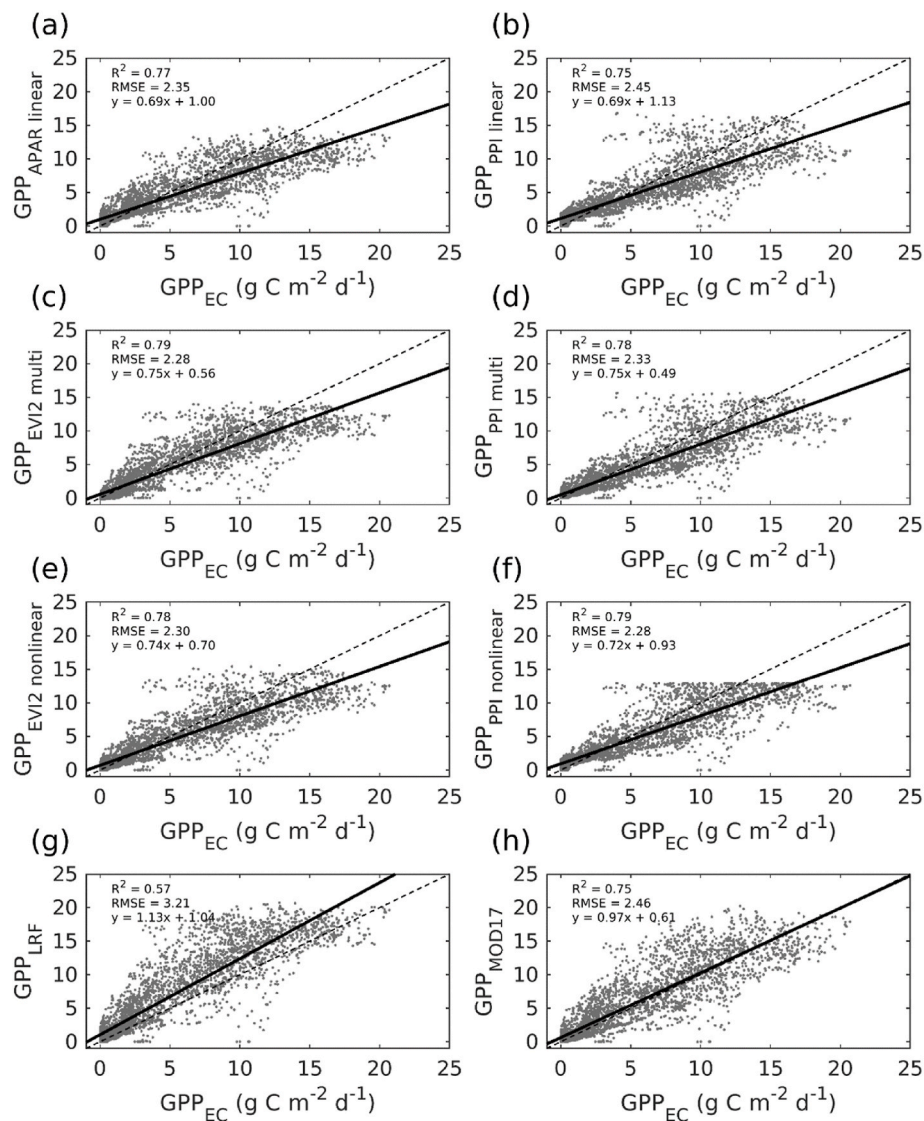 (a)
R² = 0.77
RMSE = 2.35
y = 0.69x + 1.00
GPP_APAR linear
25
20
15
10
5
0
0 5 10 15 20 25
GPP_EC (g C m⁻² d⁻¹)
(b)
R² = 0.75
RMSE = 2.45
y = 0.69x + 1.13
GPP_PPI linear
25
20
15
10
5
0
0 5 10 15 20 25
GPP_EC (g C m⁻² d⁻¹)
(c)
R² = 0.79
RMSE = 2.28
y = 0.75x + 0.56
GPP_EVI2 multi
25
20
15
10
5
0
0 5 10 15 20 25
GPP_EC (g C m⁻² d⁻¹)
(d)
R² = 0.78
RMSE = 2.33
y = 0.75x + 0.49
GPP_PPI multi
25
20
15
10
5
0
0 5 10 15 20 25
GPP_EC (g C m⁻² d⁻¹)
(e)
R² = 0.78
RMSE = 2.30
y = 0.74x + 0.70
GPP_EVI2 nonlinear
25
20
15
10
5
0
0 5 10 15 20 25
GPP_EC (g C m⁻² d⁻¹)
(f)
R² = 0.79
RMSE = 2.28
y = 0.72x + 0.93
GPP_PPI nonlinear
25
20
15
10
5
0
0 5 10 15 20 25
GPP_EC (g C m⁻² d⁻¹)
(g)
R² = 0.57
RMSE = 3.21
y = 1.13x + 1.04
GPP_LRF
25
20
15
10
5
0
0 5 10 15 20 25
GPP_EC (g C m⁻² d⁻¹)
(h)
R² = 0.75
RMSE = 2.46
y = 0.97x + 0.61
GPP_MOD17
25
20
15
10
5
0
0 5 10 15 20 25
GPP_EC (g C m⁻² d⁻¹)